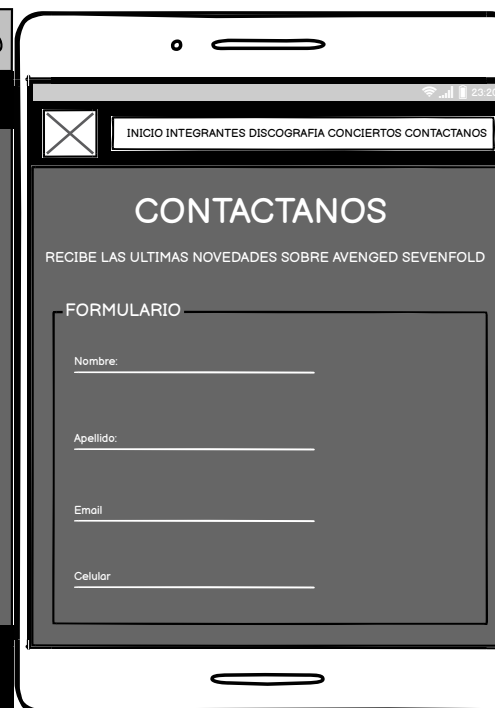 23:20
INICIO INTEGRANTES DISCOGRAFIA CONCIERTOS CONTACTANOS
CONTACTANOS
RECIBE LAS ULTIMAS NOVEDADES SOBRE AVENGED SEVENFOLD
FORMULARIO
Nombre:
Apellido:
Email
Celular